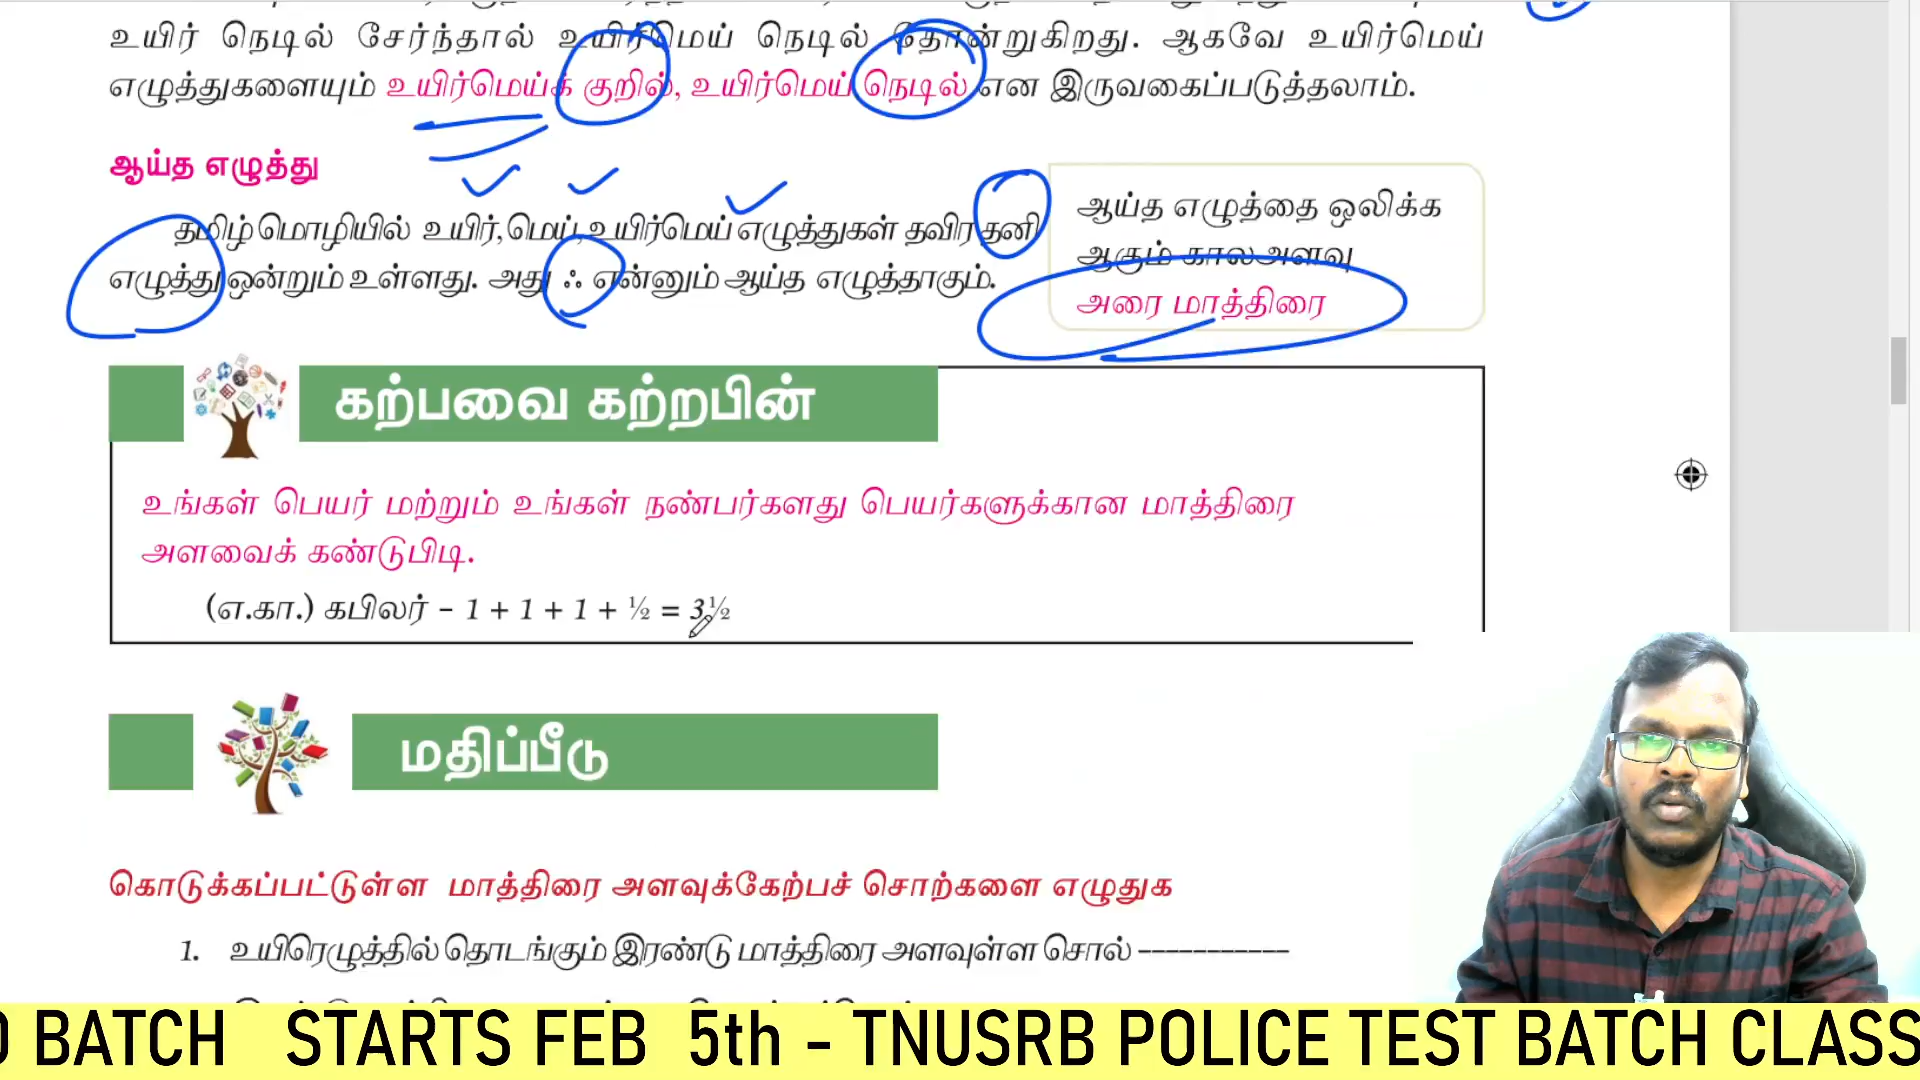 உயிர் நெடில் சேர்ந்தால் உயிர்மெய் நெடில் தோன்றுகிறது. ஆகவே உயிர்மெய்
எழுத்துகளையும் உயிர்மெய்க் குறில், உயிர்மெய் நெடில் என இருவகைப்படுத்தலாம்.
ஆய்த எழுத்து
தமிழ் மொழியில் உயிர், மெய், உயிர்மெய் எழுத்துகள் தவிர தனி
எழுத்து ஒன்றும் உள்ளது. அது ஃ என்னும் ஆய்த எழுத்தாகும்.
ஆய்த எழுத்தை ஒலிக்க
ஆகும் கால அளவு
அரை மாத்திரை
கற்பவை கற்றபின்
உங்கள் பெயர் மற்றும் உங்கள் நண்பர்களது பெயர்களுக்கான மாத்திரை
அளவைக் கண்டுபிடி.
(எ.கா.) கபிலர் – 1 + 1 + 1 + ½ = 3½
மதிப்பீடு
கொடுக்கப்பட்டுள்ள மாத்திரை அளவுக்கேற்பச் சொற்களை எழுதுக
1. உயிரெழுத்தில் தொடங்கும் இரண்டு மாத்திரை அளவுள்ள சொல் -----------
BATCH STARTS FEB 5th - TNUSRB POLICE TEST BATCH CLASS